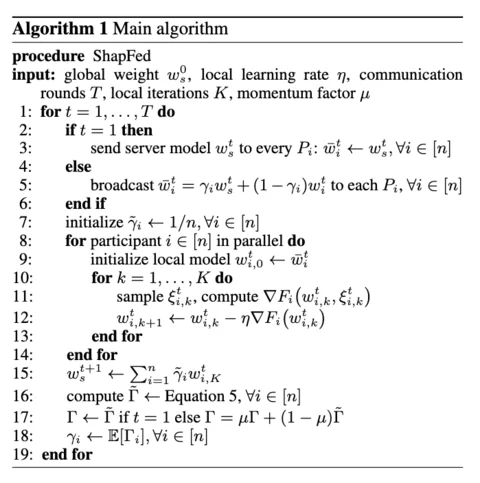 Algorithm 1 Main algorithm
procedure ShapFed
input: global weight $w_s^0$, local learning rate $\eta$, communication
rounds $T$, local iterations $K$, momentum factor $\mu$
1: for $t = 1, \ldots, T$ do
2: if $t = 1$ then
3: send server model $w_s^t$ to every $P_i$: $\bar{w}_i^t \leftarrow w_s^t, \forall i \in [n]$
4: else
5: broadcast $\bar{w}_i^t = \gamma_i w_s^t + (1 - \gamma_i) w_i^t$ to each $P_i, \forall i \in [n]$
6: end if
7: initialize $\tilde{\gamma}_i \leftarrow 1/n, \forall i \in [n]$
8: for participant $i \in [n]$ in parallel do
9: initialize local model $w_{i,0}^t \leftarrow \bar{w}_i^t$
10: for $k = 1, \ldots, K$ do
11: sample $\xi_{i,k}^t$, compute $\nabla F_i(w_{i,k}^t, \xi_{i,k}^t)$
12: $w_{i,k+1}^t \leftarrow w_{i,k}^t - \eta \nabla F_i(w_{i,k}^t)$
13: end for
14: end for
15: $w_s^{t+1} \leftarrow \sum_{i=1}^n \tilde{\gamma}_i w_{i,K}^t$
16: compute $\tilde{\Gamma} \leftarrow$ Equation 5, $\forall i \in [n]$
17: $\Gamma \leftarrow \tilde{\Gamma}$ if $t = 1$ else $\Gamma = \mu \Gamma + (1 - \mu) \tilde{\Gamma}$
18: $\gamma_i \leftarrow \mathbb{E}[\Gamma_i], \forall i \in [n]$
19: end for